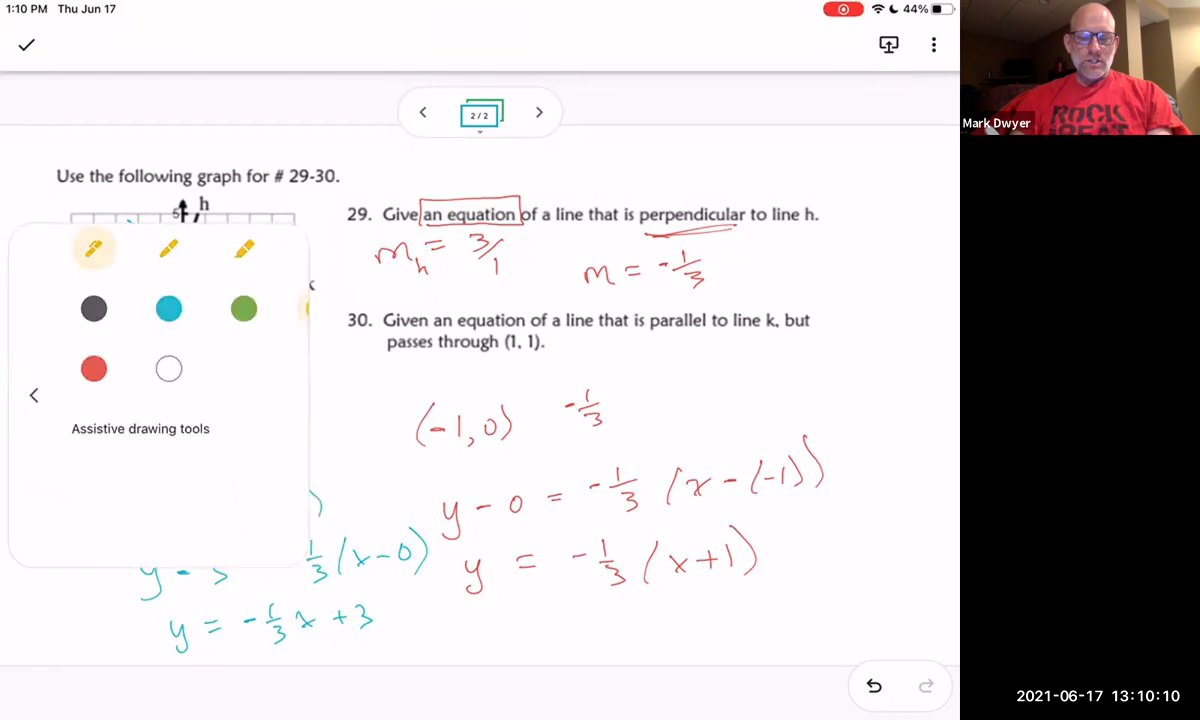 1:10 PM Thu Jun 17
44%
2 / 2
Use the following graph for # 29-30.
5 h
29. Give an equation of a line that is perpendicular to line h.
m_h = 3/1 m = -1/3
30. Given an equation of a line that is parallel to line k, but
passes through (1, 1).
(-1, 0) -1/3
y - 0 = -1/3 (x - (-1))
y = -1/3 (x + 1)
Assistive drawing tools
1/3 (x - 0)
y = -1/3 x + 3
Mark Dwyer
ROCK
2021-06-17 13:10:10